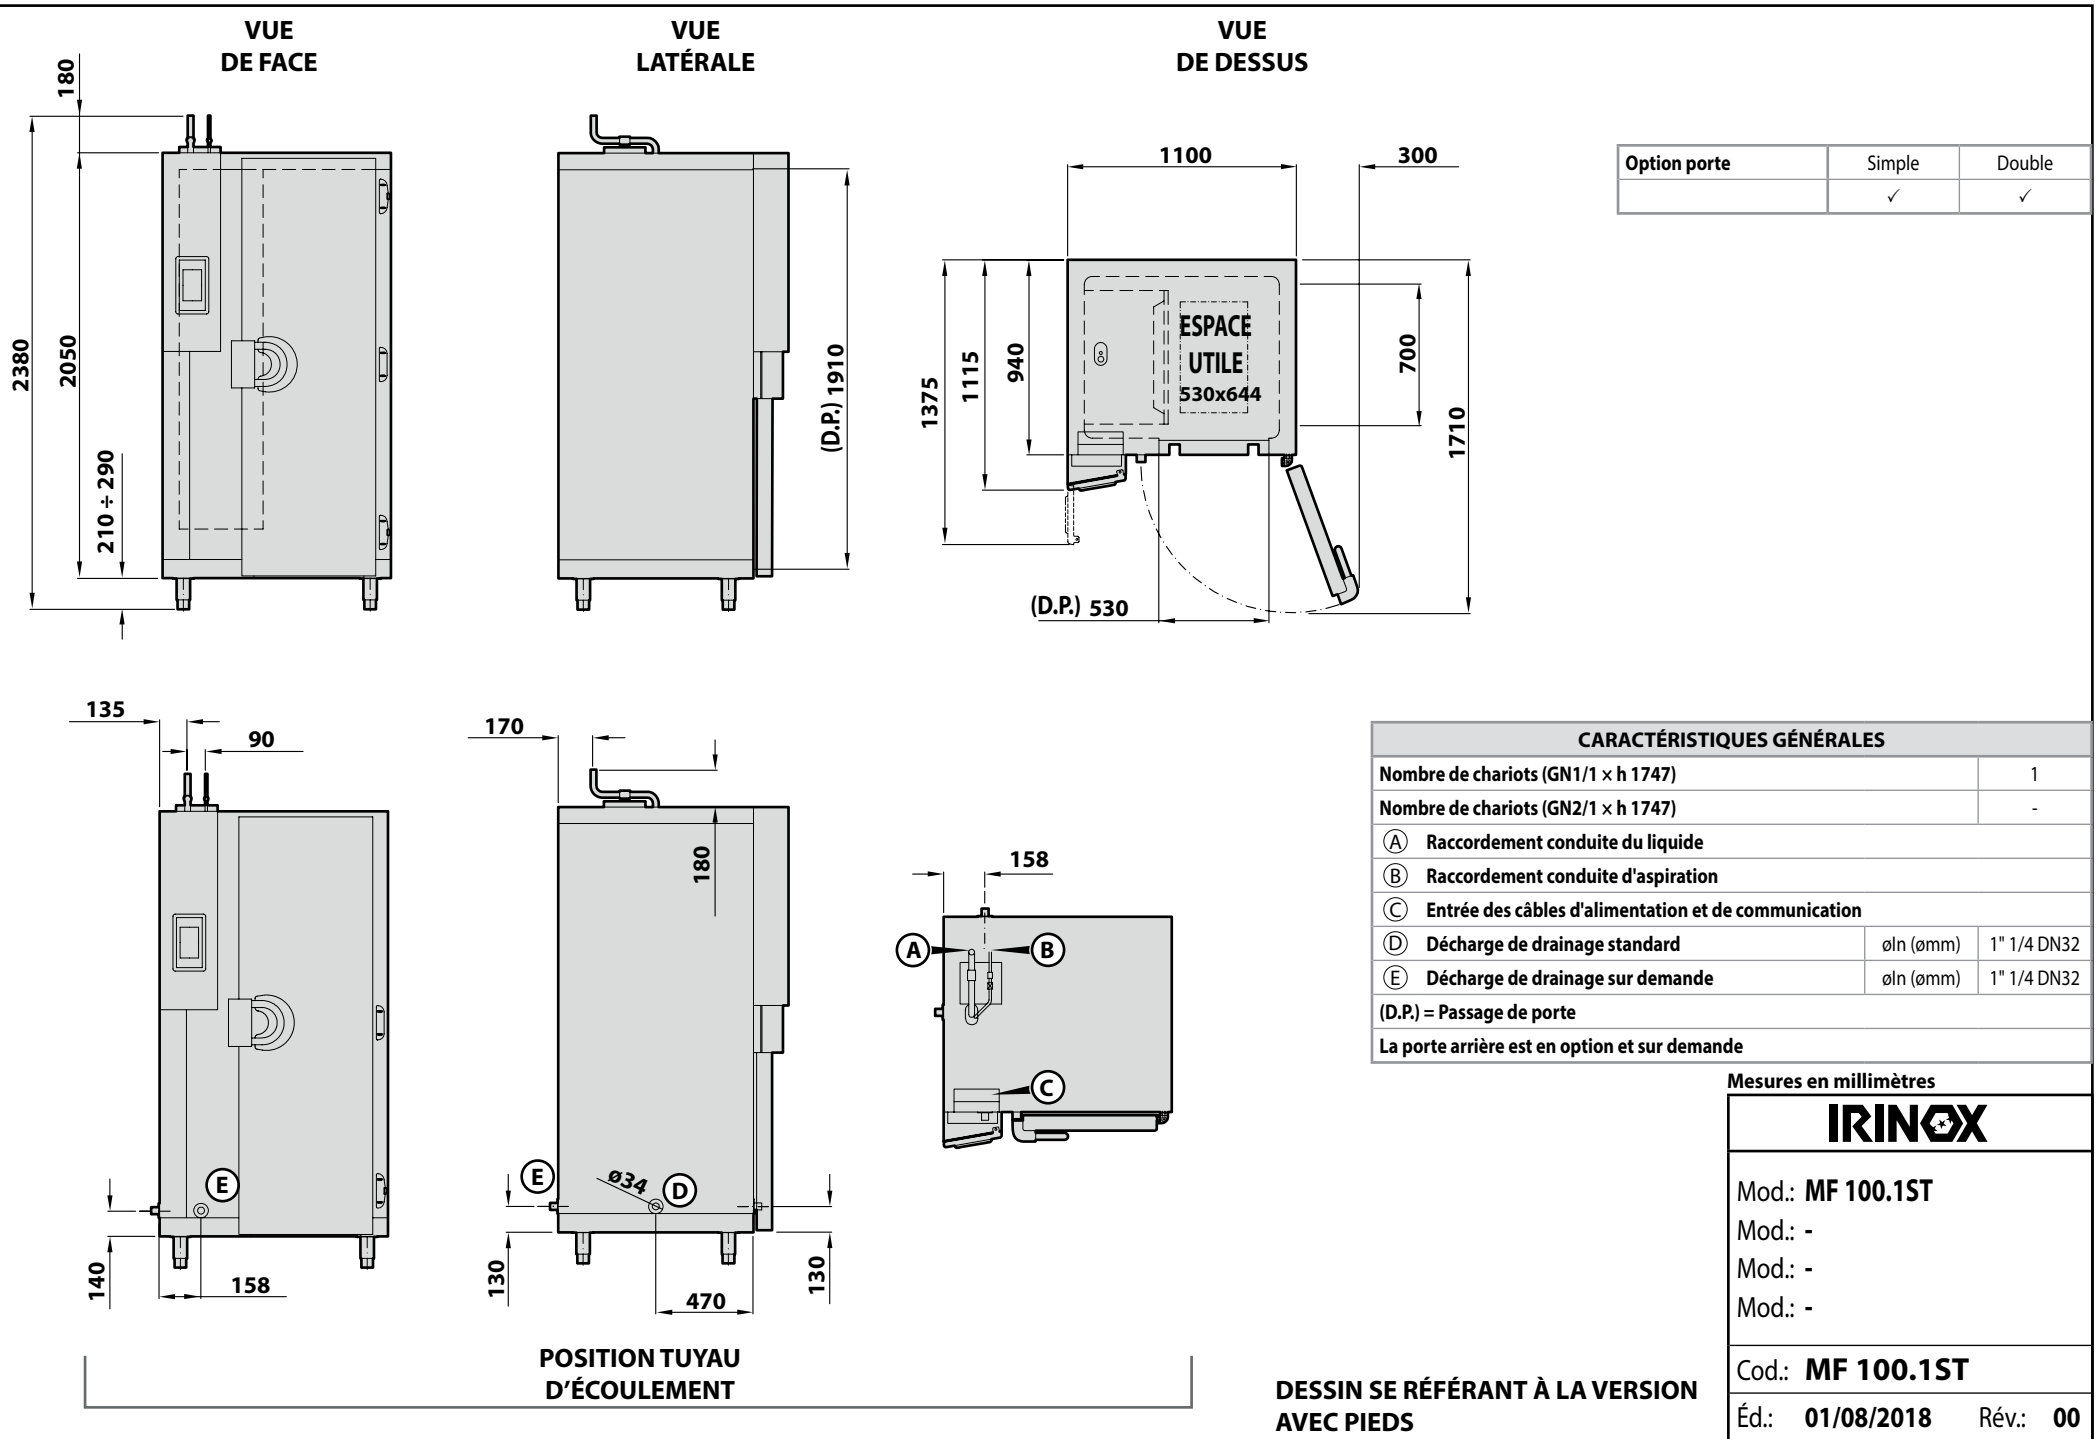 VUE
DE FACE
VUE
LATÉRALE
VUE
DE DESSUS
180
2380
2050
210 ÷ 290
(D.P.) 1910
1100
300
1375
1115
940
ESPACE
UTILE
530x644
700
1710
(D.P.) 530
Option porte Simple Double
✓ ✓
135
90
E
140
158
170
180
E
ø34
D
130
470
130
158
A
B
C
POSITION TUYAU
D'ÉCOULEMENT
CARACTÉRISTIQUES GÉNÉRALES
Nombre de chariots (GN1/1 × h 1747) 1
Nombre de chariots (GN2/1 × h 1747) -
A Raccordement conduite du liquide
B Raccordement conduite d'aspiration
C Entrée des câbles d'alimentation et de communication
D Décharge de drainage standard øIn (ømm) 1" 1/4 DN32
E Décharge de drainage sur demande øIn (ømm) 1" 1/4 DN32
(D.P.) = Passage de porte
La porte arrière est en option et sur demande
Mesures en millimètres
IRINOX
Mod.: MF 100.1ST
Mod.: -
Mod.: -
Mod.: -
Cod.: MF 100.1ST
Éd.: 01/08/2018 Rév.: 00
DESSIN SE RÉFÉRANT À LA VERSION
AVEC PIEDS